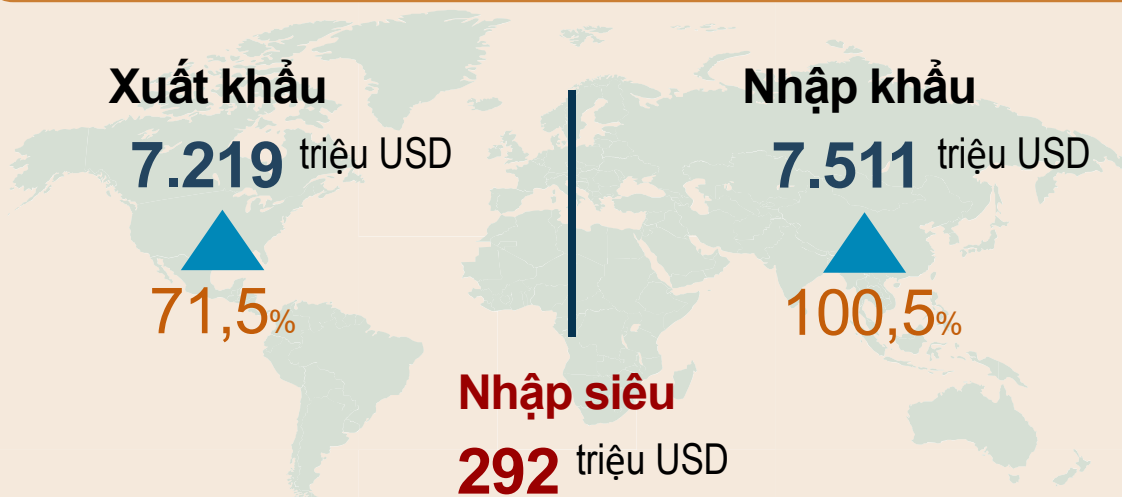 Xuất khẩu
7.219 triệu USD
71,5%
Nhập khẩu
7.511 triệu USD
100,5%
Nhập siêu
292 triệu USD